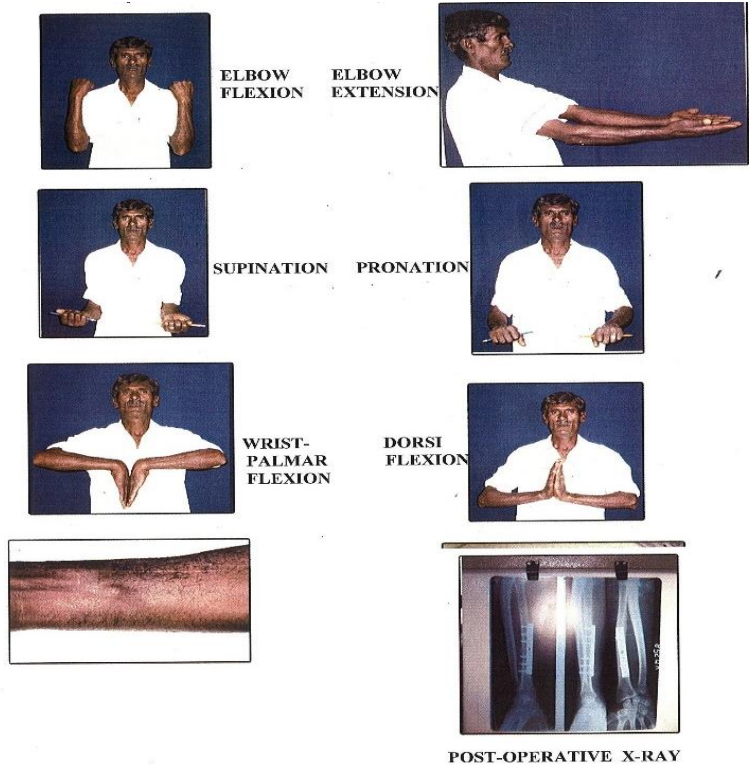 ELBOW
FLEXION
ELBOW
EXTENSION
SUPINATION
PRONATION
WRIST-
PALMAR
FLEXION
DORSI
FLEXION
POST-OPERATIVE X-RAY